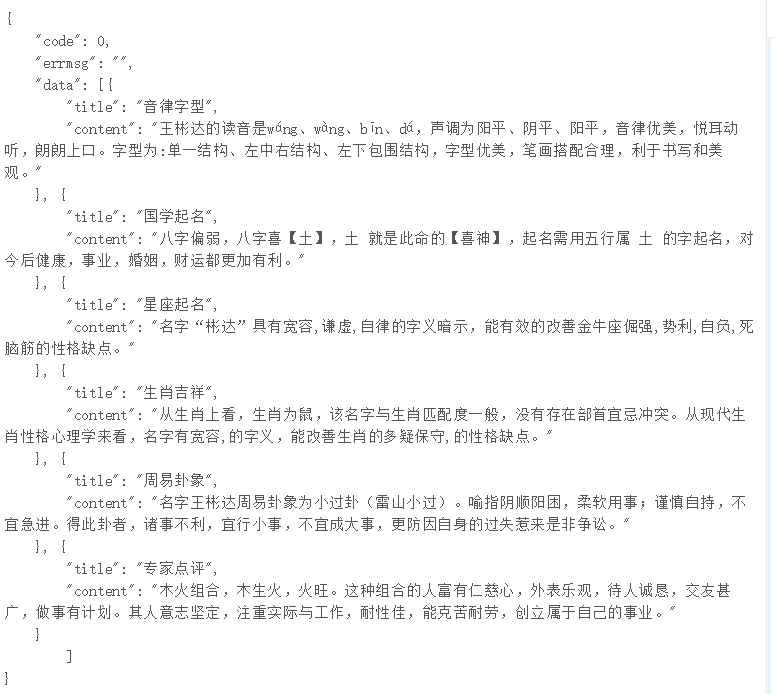 {
"code": 0,
"errmsg": "",
"data": [{
"title": "音律字型",
"content": "王彬达的读音是wáng、wàng、bīn、dá，声调为阳平、阴平、阳平，音律优美，悦耳动
听，朗朗上口。字型为:单一结构、左中右结构、左下包围结构，字型优美，笔画搭配合理，利于书写和美
观。"
}, {
"title": "国学起名",
"content": "八字偏弱，八字喜【土】，土 就是此命的【喜神】，起名需用五行属 土 的字起名，对
今后健康，事业，婚姻，财运都更加有利。"
}, {
"title": "星座起名",
"content": "名字“彬达”具有宽容,谦虚,自律的字义暗示，能有效的改善金牛座倔强,势利,自负,死
脑筋的性格缺点。"
}, {
"title": "生肖吉祥",
"content": "从生肖上看，生肖为鼠，该名字与生肖匹配度一般，没有存在部首宜忌冲突。从现代生
肖性格心理学来看，名字有宽容,的字义，能改善生肖的多疑保守,的性格缺点。"
}, {
"title": "周易卦象",
"content": "名字王彬达周易卦象为小过卦（雷山小过）。喻指阴顺阳困，柔软用事；谨慎自持，不
宜急进。得此卦者，诸事不利，宜行小事，不宜成大事，更防因自身的过失惹来是非争讼。"
}, {
"title": "专家点评",
"content": "木火组合，木生火，火旺。这种组合的人富有仁慈心，外表乐观，待人诚恳，交友甚
广，做事有计划。其人意志坚定，注重实际与工作，耐性佳，能克苦耐劳，创立属于自己的事业。"
}
]
}